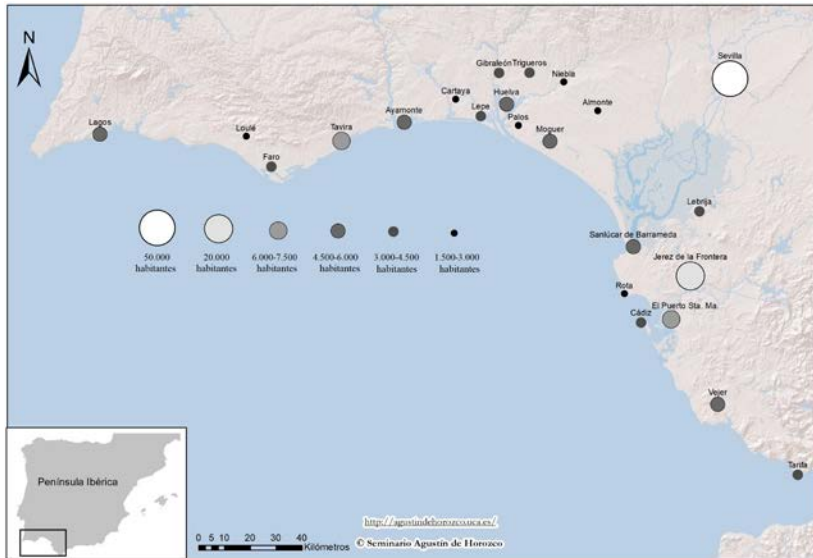 N
Sevilla
Gibraleón Trigueros
Niebla
Cartaya
Huelva
Almonte
Lepe
Palos
Ayamonte
Moguer
Lagos
Loulé
Tavira
Faro
Lebrija
Sanlúcar de Barrameda
Jerez de la Frontera
Rota
El Puerto Sta. Ma.
Cádiz
Vejer
Tarifa
50.000
habitantes
20.000
habitantes
6.000-7.500
habitantes
4.500-6.000
habitantes
3.000-4.500
habitantes
1.500-3.000
habitantes
Península Ibérica
0 5 10 20 30 40
Kilómetros
http://agustindehorozco.uca.es/
© Seminario Agustín de Horozco